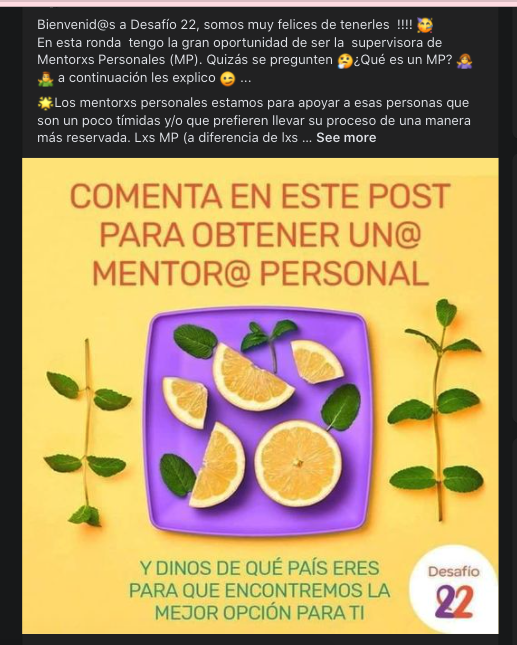 Bienvenid@s a Desafío 22, somos muy felices de tenerles !!!! 🥳
En esta ronda tengo la gran oportunidad de ser la supervisora de
Mentorxs Personales (MP). Quizás se pregunten 🤔¿Qué es un MP? 🤷‍♀️
🤷‍♂️ a continuación les explico 😉 ...
🌟Los mentorxs personales estamos para apoyar a esas personas que
son un poco tímidas y/o que prefieren llevar su proceso de una manera
más reservada. Lxs MP (a diferencia de lxs ... See more
COMENTA EN ESTE POST
PARA OBTENER UN@
MENTOR@ PERSONAL
Y DINOS DE QUÉ PAÍS ERES
PARA QUE ENCONTREMOS LA
MEJOR OPCIÓN PARA TI
Desafío
22